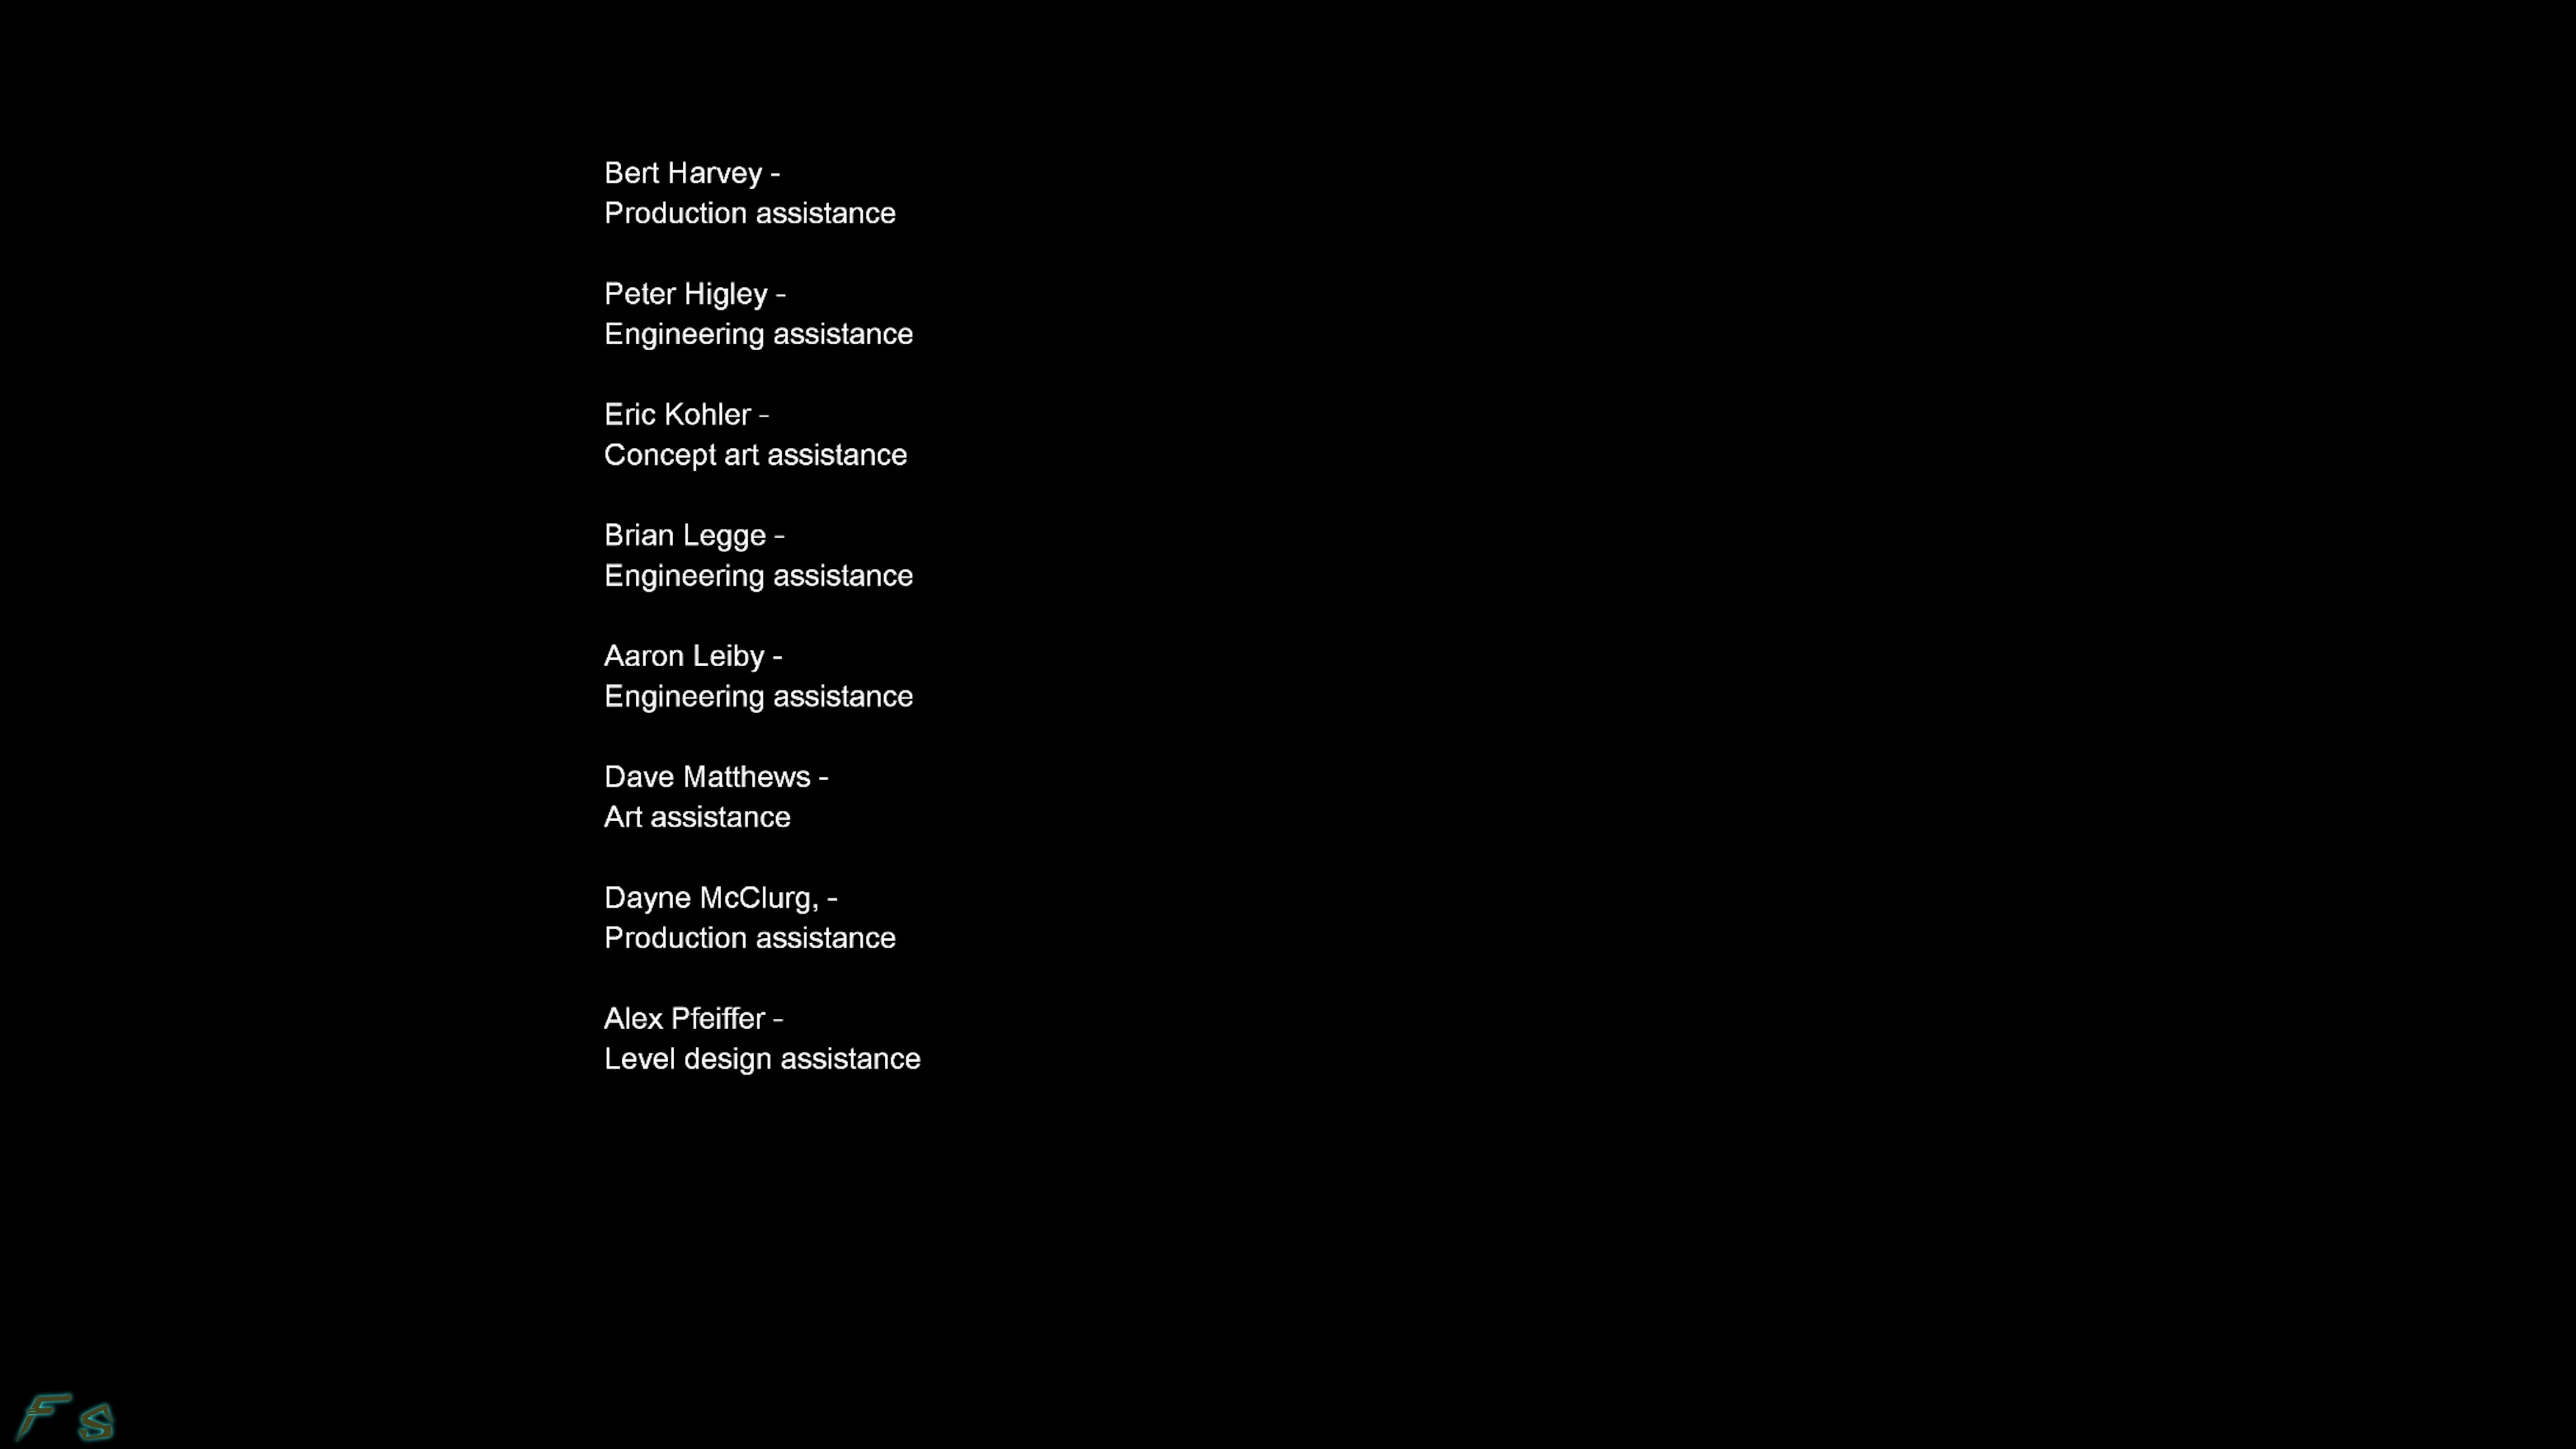 Bert Harvey -
Production assistance
Peter Higley -
Engineering assistance
Eric Kohler -
Concept art assistance
Brian Legge -
Engineering assistance
Aaron Leiby -
Engineering assistance
Dave Matthews -
Art assistance
Dayne McClurg, -
Production assistance
Alex Pfeiffer -
Level design assistance
Fs